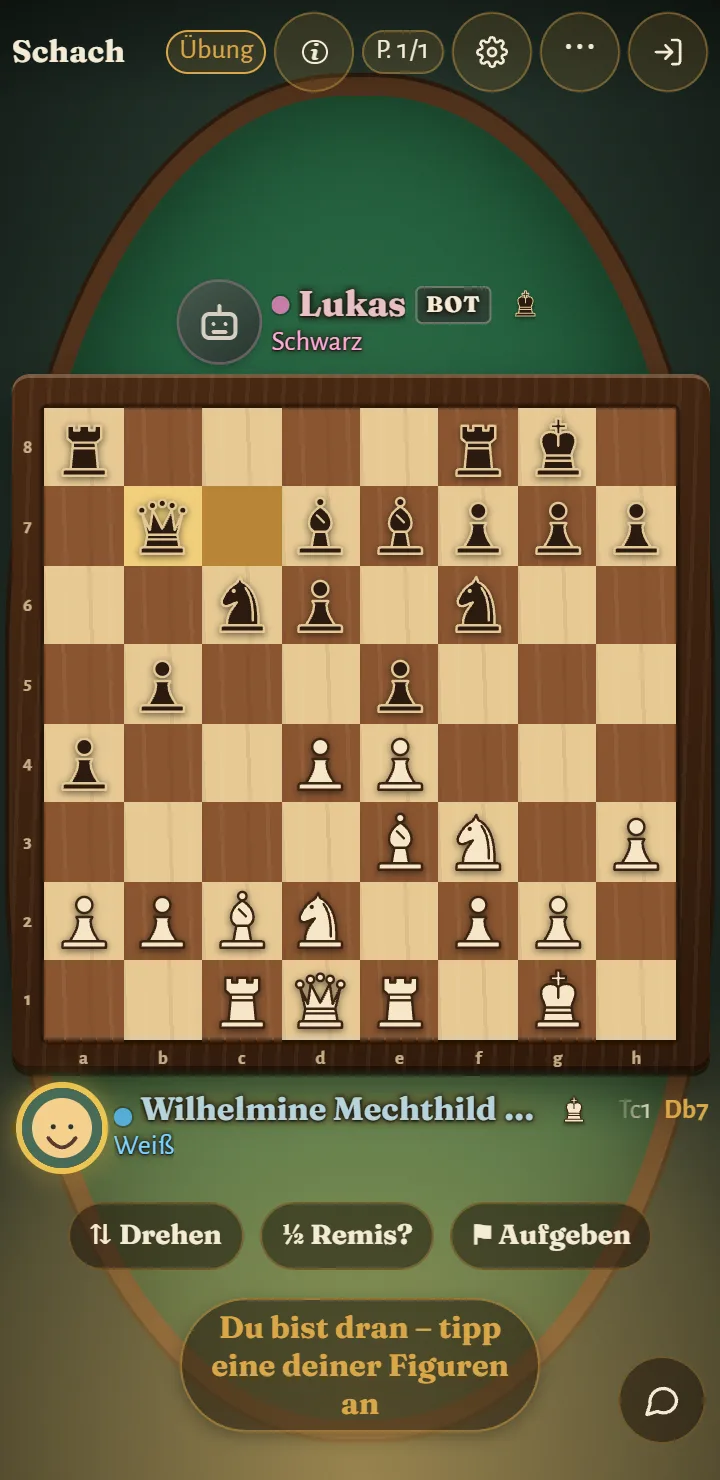 Schach
Übung
P. 1/1
Lukas BOT
Schwarz
8
7
6
5
4
3
2
1
a b c d e f g h
Wilhelmine Mechthild ... Tc1 Db7
Weiß
Drehen
½ Remis?
Aufgeben
Du bist dran – tipp
eine deiner Figuren
an